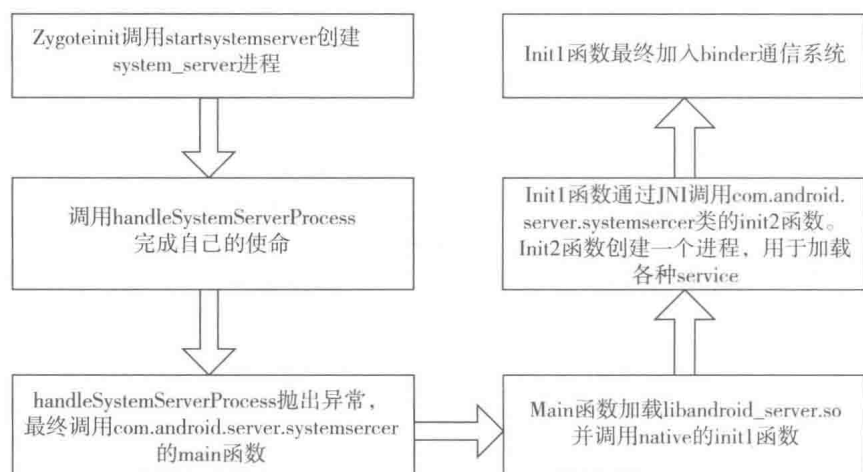 Zygoteinit调用startsystemserver创建
system_server进程
调用handleSystemServerProcess
完成自己的使命
handleSystemServerProcess抛出异常，
最终调用com.android.server.systemsercer
的main函数
Main函数加载libandroid_server.so
并调用native的init1函数
Init1函数通过JNI调用com.android.
server.systemsercer类的init2函数。
Init2函数创建一个进程，用于加载
各种service
Init1函数最终加入binder通信系统